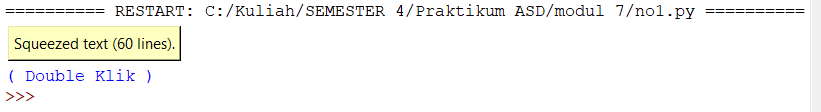 ========== RESTART: C:/Kuliah/SEMESTER 4/Praktikum ASD/modul 7/no1.py ==========
Squeezed text (60 lines).
( Double Klik )
>>>